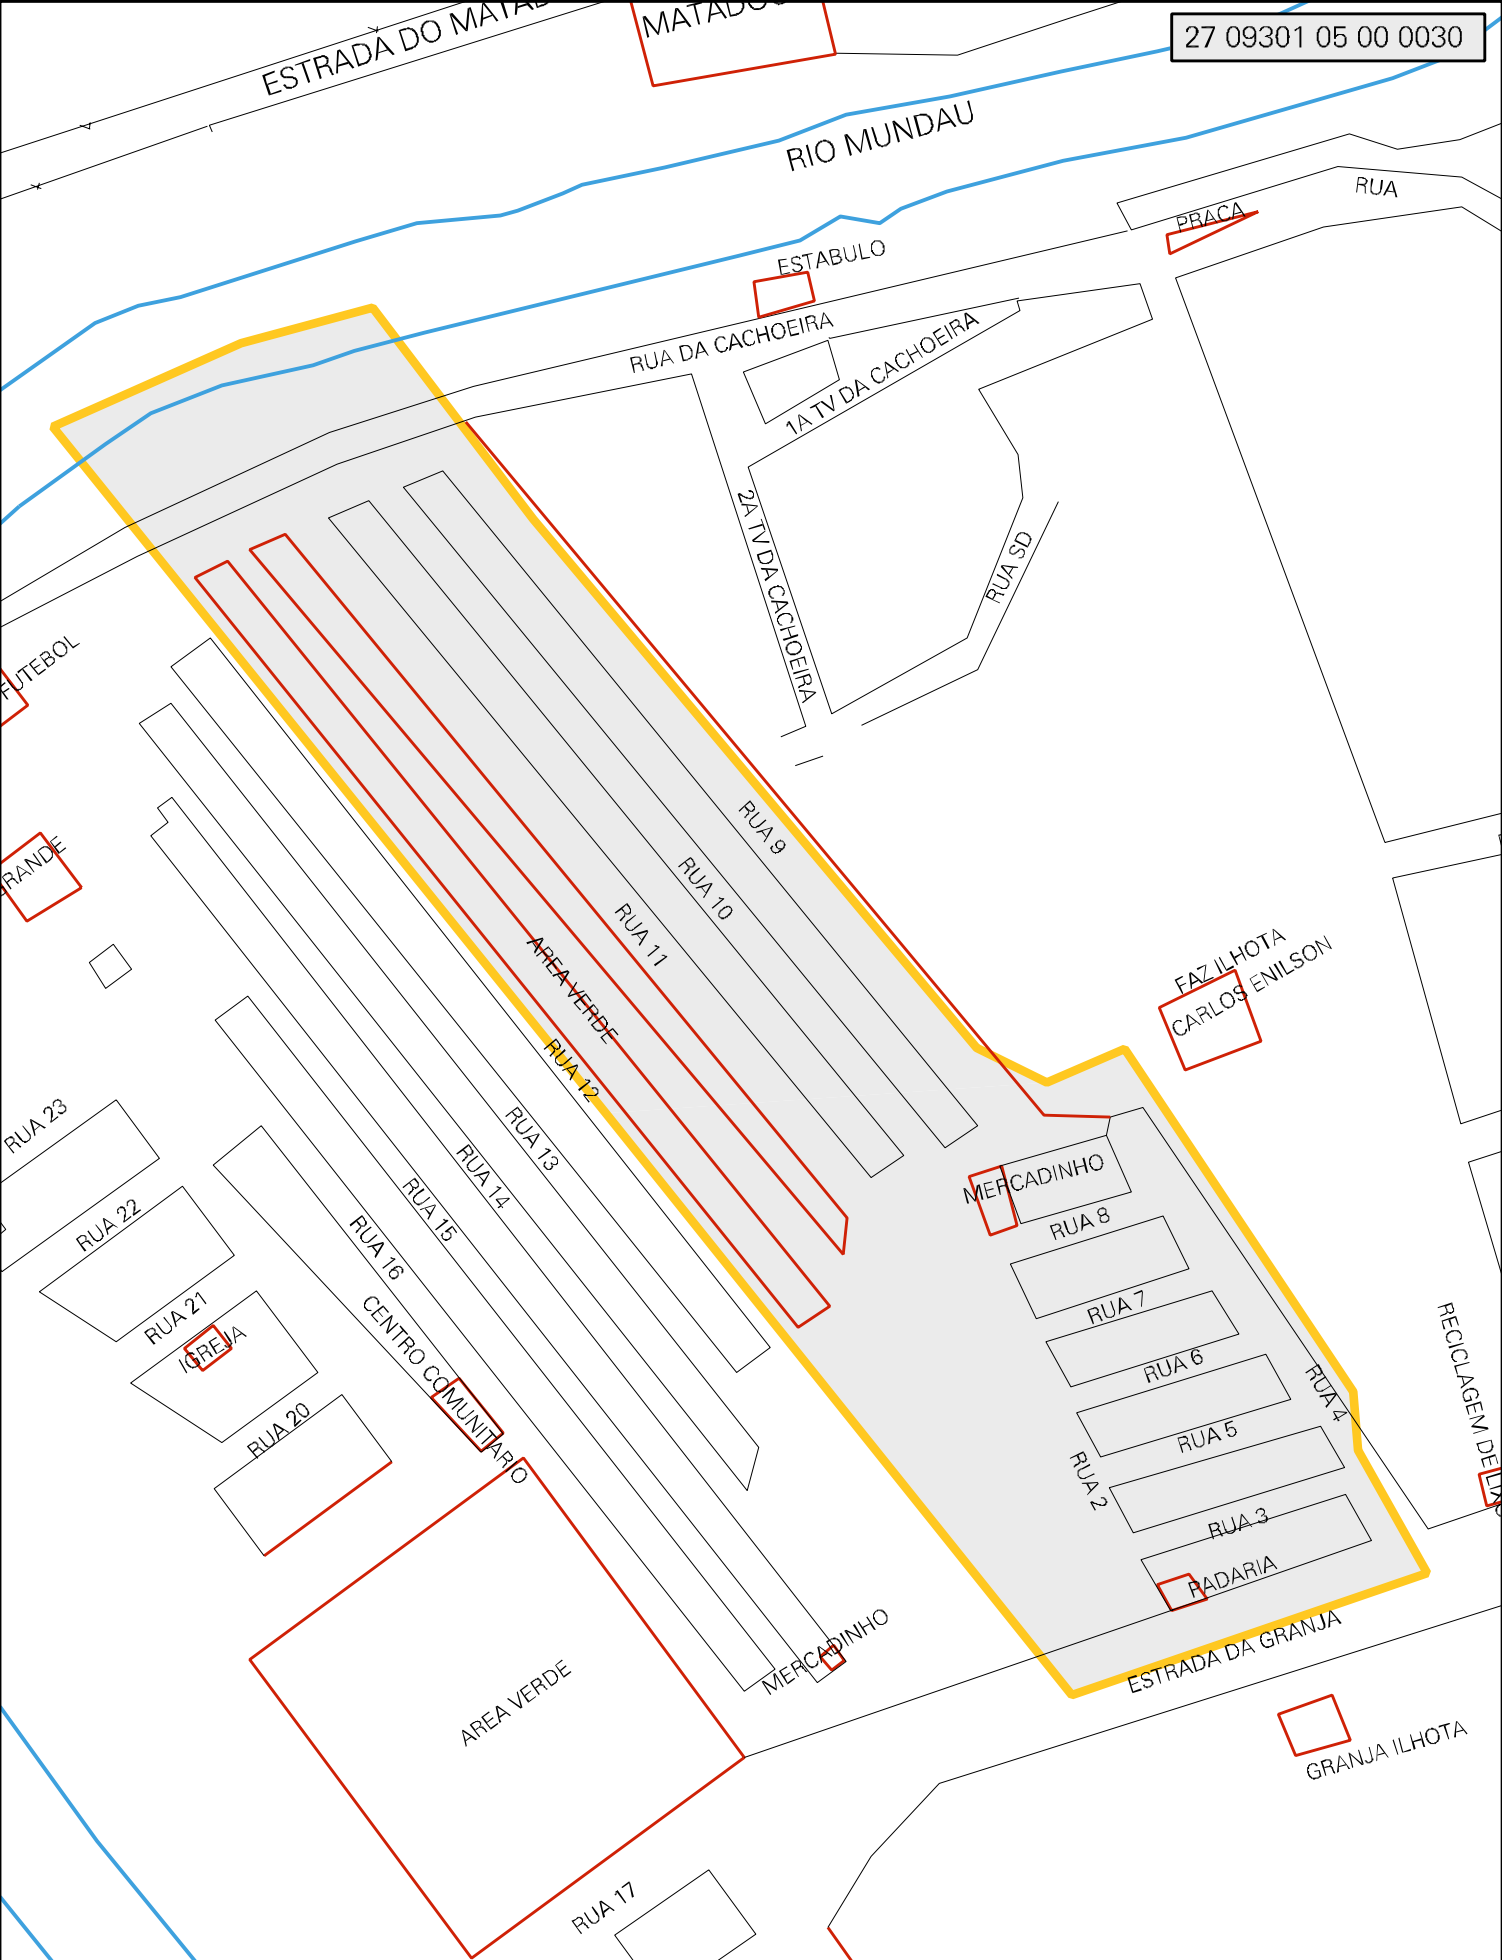 ESTRADA DO
27 09301 05 00 0030
RIO MUNDAU
RUA
PRACA
ESTABULO
RUA DA CACHOEIRA
1A TV DA CACHOEIRA
2A TV DA CACHOEIRA
RUA SD
FUTEBOL
RUA 9
RUA 10
RUA 11
AREA VERDE
RUA 12
RUA 13
RUA 14
RUA 15
RUA 16
FAZ ILHOTA
CARLOS ENILSON
RUA 23
RUA 22
RUA 21
IGREJA
RUA 20
CENTRO COMUNITARIO
MERCADINHO
RUA 8
RUA 7
RUA 6
RUA 5
RUA 4
RUA 2
RUA 3
PADARIA
RECICLAGEM DE
ESTRADA DA GRANJA
MERCADINHO
AREA VERDE
GRANJA ILHOTA
RUA 17